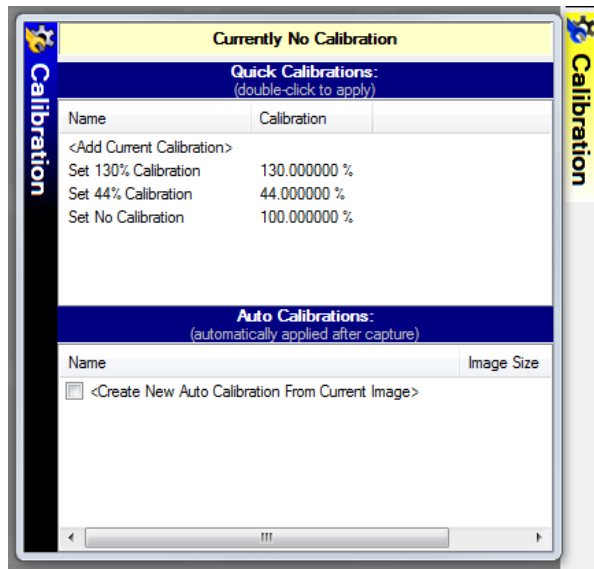 Currently No Calibration
Calibration
Quick Calibrations:
(double-click to apply)
Name Calibration
<Add Current Calibration>
Set 130% Calibration 130.000000 %
Set 44% Calibration 44.000000 %
Set No Calibration 100.000000 %
Auto Calibrations:
(automatically applied after capture)
Name Image Size
<Create New Auto Calibration From Current Image>
Calibration